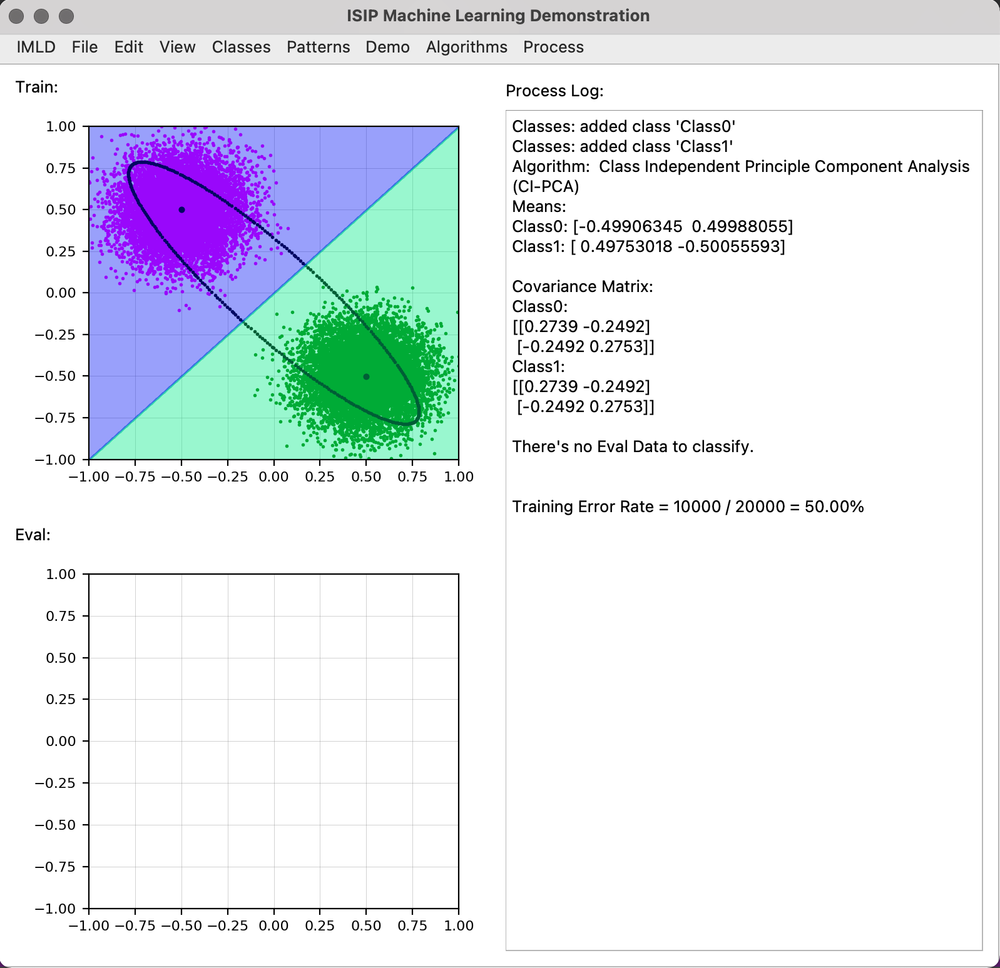 ISIP Machine Learning Demonstration
IMLD File Edit View Classes Patterns Demo Algorithms Process
Train:
1.00
0.75
0.50
0.25
0.00
−0.25
−0.50
−0.75
−1.00
−1.00 −0.75 −0.50 −0.25 0.00 0.25 0.50 0.75 1.00
Eval:
1.00
0.75
0.50
0.25
0.00
−0.25
−0.50
−0.75
−1.00
−1.00 −0.75 −0.50 −0.25 0.00 0.25 0.50 0.75 1.00
Process Log:
Classes: added class 'Class0'
Classes: added class 'Class1'
Algorithm:  Class Independent Principle Component Analysis
(CI-PCA)
Means:
Class0: [-0.49906345  0.49988055]
Class1: [ 0.49753018 -0.50055593]
Covariance Matrix:
Class0:
[[0.2739 -0.2492]
[-0.2492 0.2753]]
Class1:
[[0.2739 -0.2492]
[-0.2492 0.2753]]
There's no Eval Data to classify.
Training Error Rate = 10000 / 20000 = 50.00%